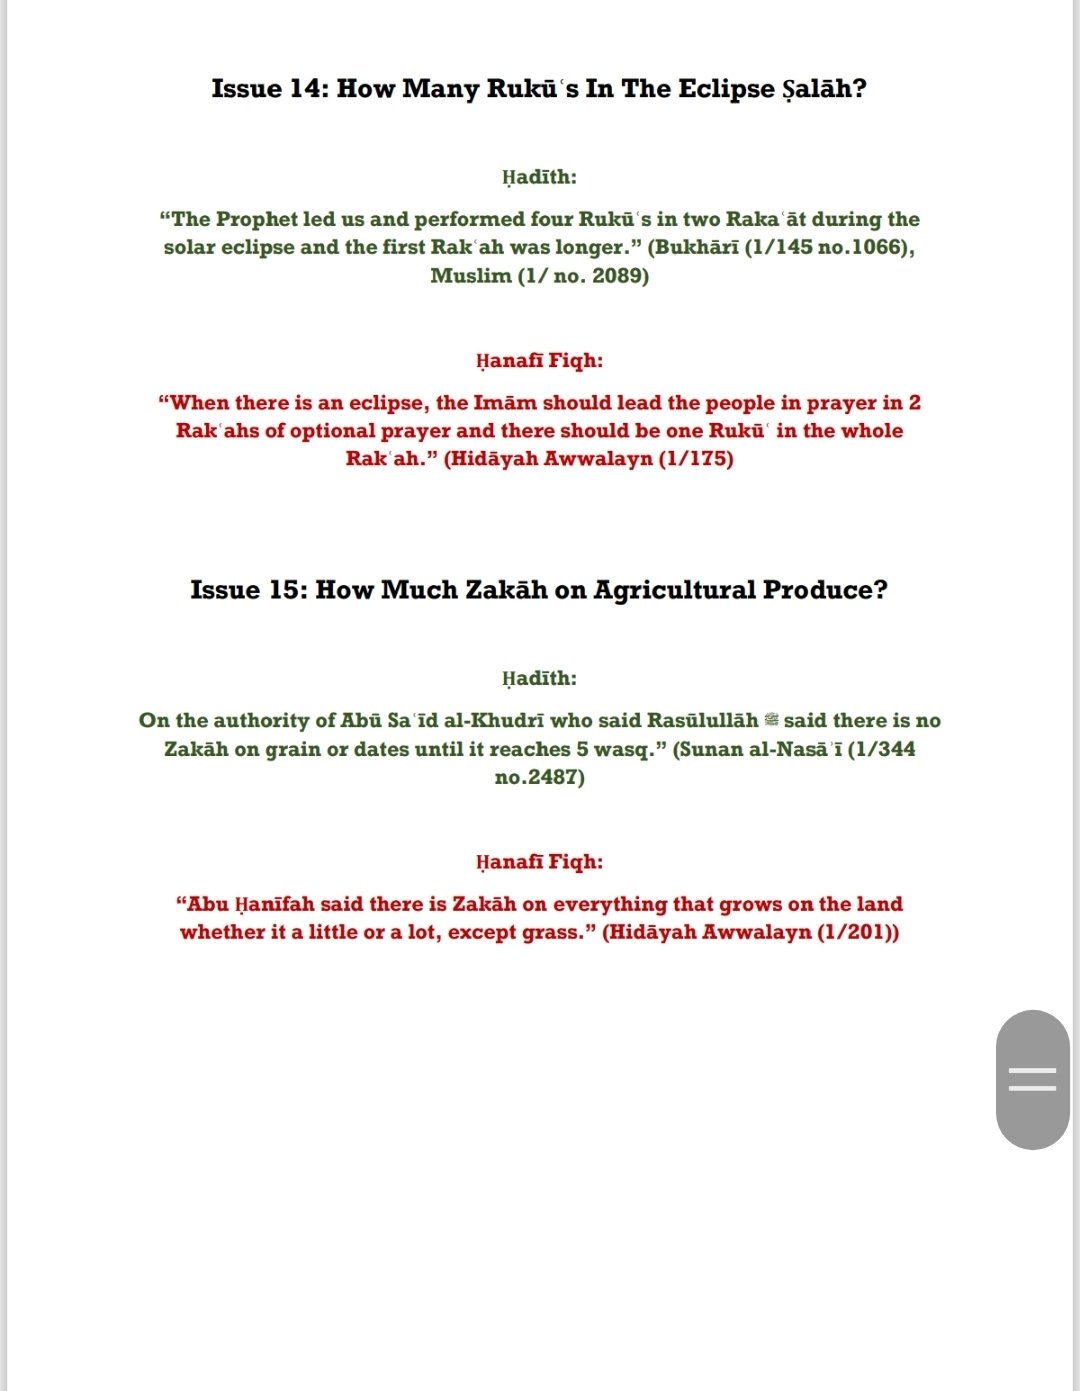 Issue 14: How Many Rukūʿs In The Eclipse Ṣalāh?
Ḥadīth:
“The Prophet led us and performed four Rukūʿs in two Rakaʿāt during the
solar eclipse and the first Rakʿah was longer.” (Bukhārī (1/145 no.1066),
Muslim (1/ no. 2089)
Ḥanafī Fiqh:
“When there is an eclipse, the Imām should lead the people in prayer in 2
Rakʿahs of optional prayer and there should be one Rukūʿ in the whole
Rakʿah.” (Hidāyah Awwalayn (1/175)
Issue 15: How Much Zakāh on Agricultural Produce?
Ḥadīth:
On the authority of Abū Saʿīd al-Khudrī who said Rasūlullāh ﷺ said there is no
Zakāh on grain or dates until it reaches 5 wasq.” (Sunan al-Nasāʾī (1/344
no.2487)
Ḥanafī Fiqh:
“Abu Ḥanīfah said there is Zakāh on everything that grows on the land
whether it a little or a lot, except grass.” (Hidāyah Awwalayn (1/201))